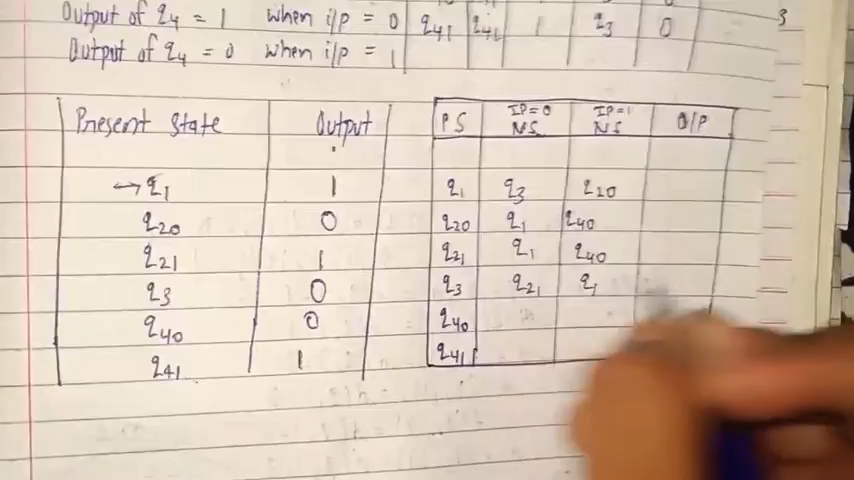 Output of q4 = 1 when i/p = 0 q41 q41 1 q3 0
Output of q4 = 0 when i/p = 1
3
Present State Output
→q1 1
q20 0
q21 1
q3 0
q40 0
q41 1
PS IP=0 NS IP=1 NS O/P
q1 q3 q20
q20 q1 q40
q21 q1 q40
q3 q21 q1
q40
q41